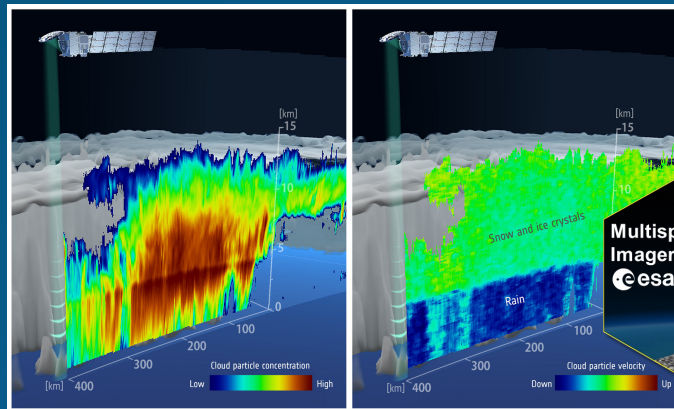 [km]
15
10
5
0
100
200
300
[km] 400
Cloud particle concentration
Low High
[km]
15
10
Snow and ice crystals
Rain
100
200
300
[km] 400
Cloud particle velocity
Down Up
Multisp
Imager
esa